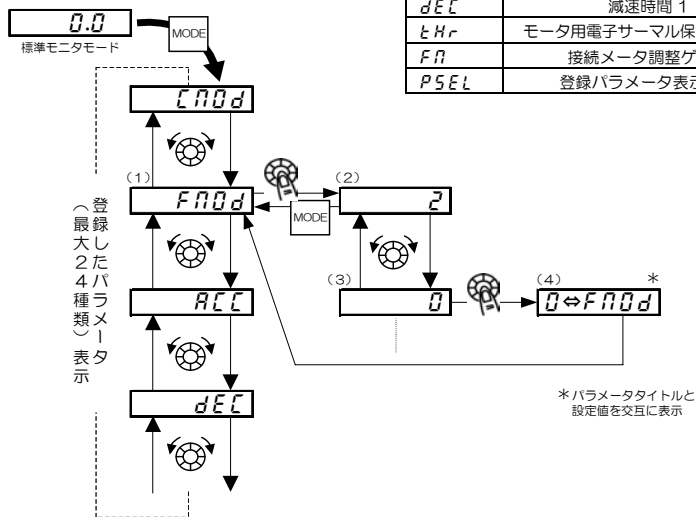 0.0
MODE
標準モニタモード
dEC 減速時間 1
tHr モータ用電子サーマル保
FM 接続メータ調整ゲ
PSEL 登録パラメータ表示
CMOd
(1)
FMOd
MODE
(2)
2
(3)
0
(4)
*
0⇔FMOd
ACC
dEC
登録したパラメータ
(最大24種類)表示
*パラメータタイトルと
設定値を交互に表示